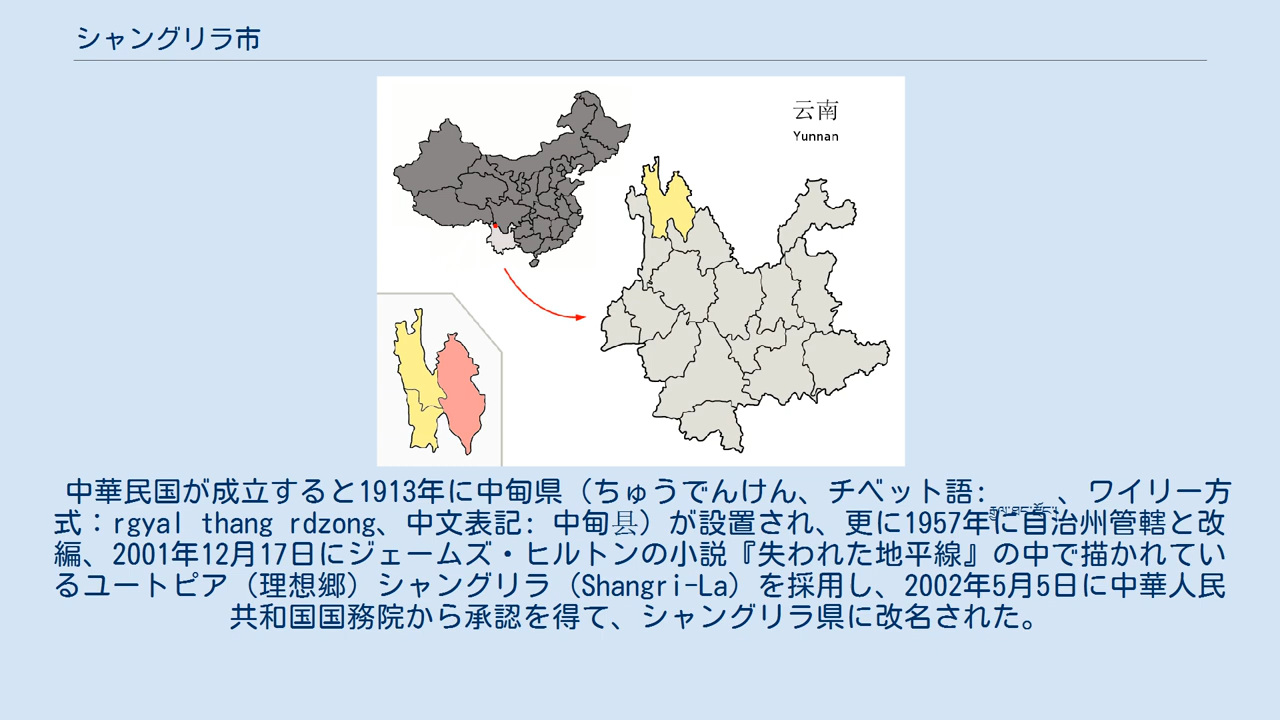 シャングリラ市
云南
Yunnan
中華民国が成立すると1913年に中甸県（ちゅうでんけん、チベット語: 、ワイリー方
式：rgyal thang rdzong、中文表記: 中甸县）が設置され、更に1957年に自治州管轄と改
編、2001年12月17日にジェームズ・ヒルトンの小説『失われた地平線』の中で描かれてい
るユートピア（理想郷）シャングリラ（Shangri-La）を採用し、2002年5月5日に中華人民
共和国国務院から承認を得て、シャングリラ県に改名された。